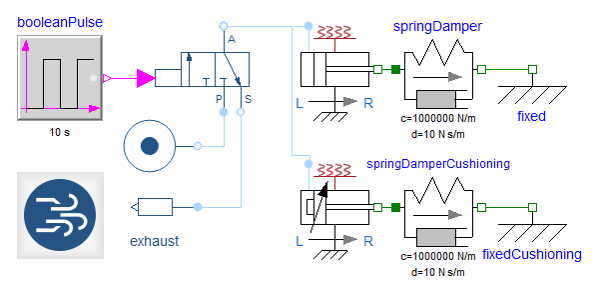 booleanPulse
10 s
A
P
S
exhaust
L
R
springDamper
c=1000000 N/m
d=10 N s/m
fixed
L
R
springDamperCushioning
c=1000000 N/m
d=10 N s/m
fixedCushioning